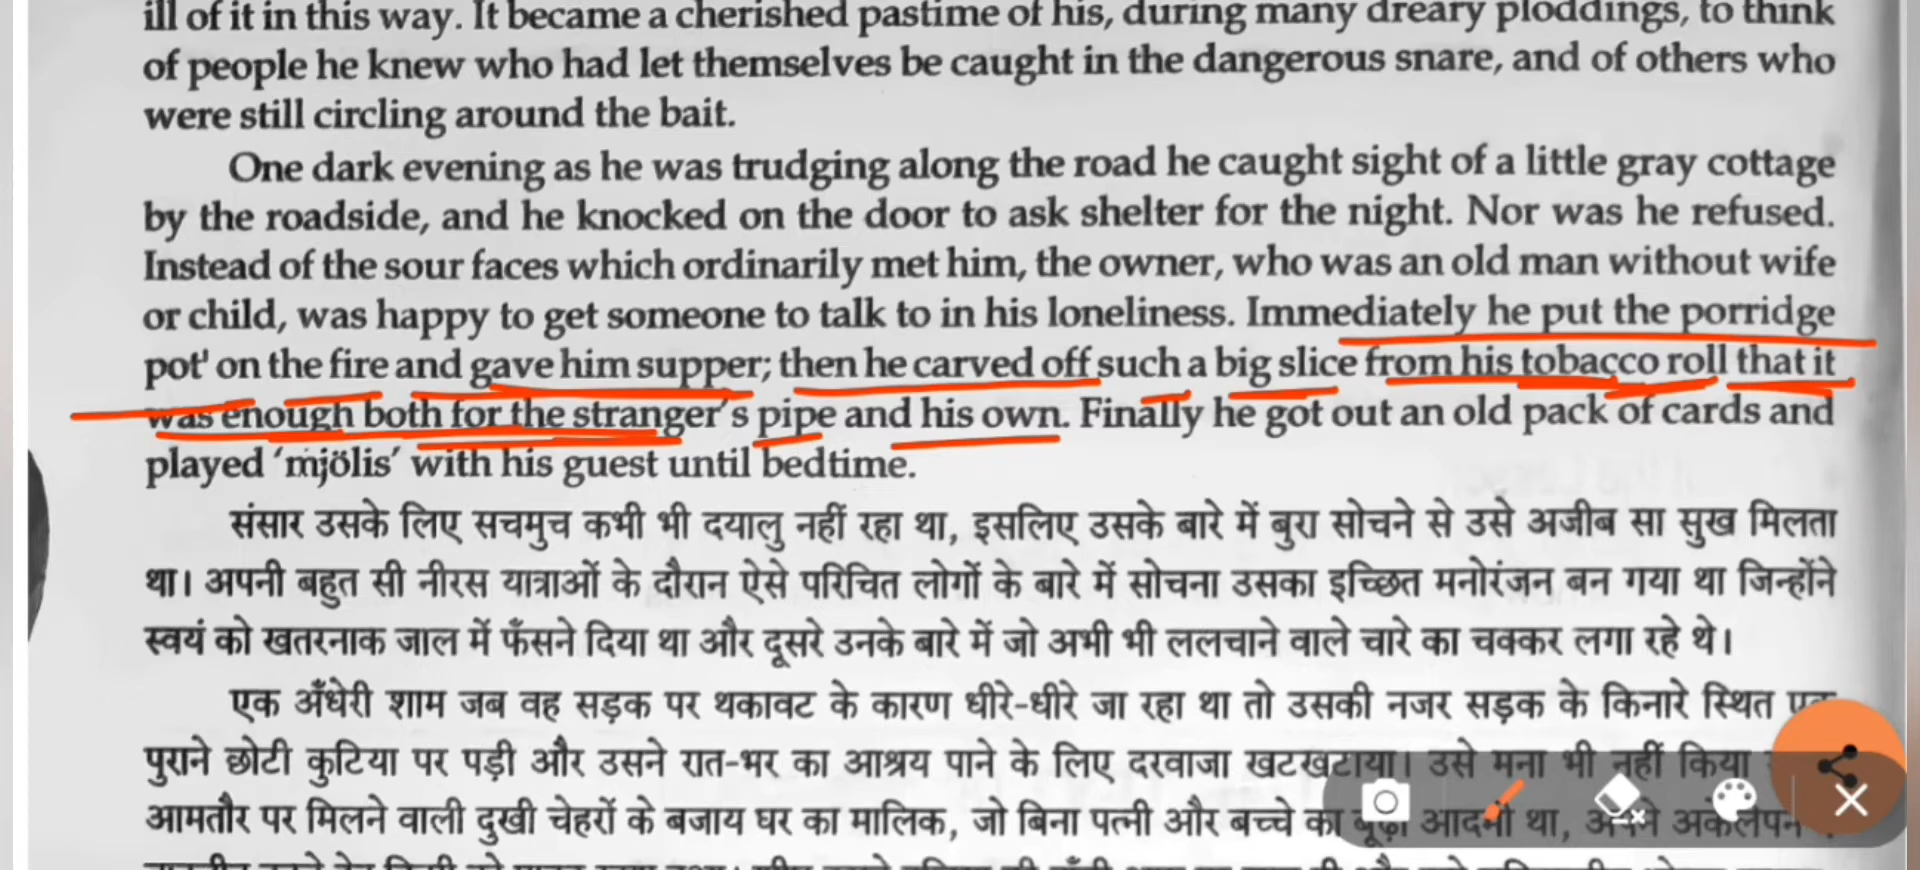 ill of it in this way. It became a cherished pastime of his, during many dreary ploddings, to think
of people he knew who had let themselves be caught in the dangerous snare, and of others who
were still circling around the bait.
One dark evening as he was trudging along the road he caught sight of a little gray cottage
by the roadside, and he knocked on the door to ask shelter for the night. Nor was he refused.
Instead of the sour faces which ordinarily met him, the owner, who was an old man without wife
or child, was happy to get someone to talk to in his loneliness. Immediately he put the porridge
pot¹ on the fire and gave him supper; then he carved off such a big slice from his tobacco roll that it
was enough both for the stranger's pipe and his own. Finally he got out an old pack of cards and
played ‘mjölis’ with his guest until bedtime.
संसार उसके लिए सचमुच कभी भी दयालु नहीं रहा था, इसलिए उसके बारे में बुरा सोचने से उसे अजीब सा सुख मिलता
था। अपनी बहुत सी नीरस यात्राओं के दौरान ऐसे परिचित लोगों के बारे में सोचना उसका इच्छित मनोरंजन बन गया था जिन्होंने
स्वयं को खतरनाक जाल में फँसने दिया था और दूसरे उनके बारे में जो अभी भी ललचाने वाले चारे का चक्कर लगा रहे थे।
एक अँधेरी शाम जब वह सड़क पर थकावट के कारण धीरे-धीरे जा रहा था तो उसकी नजर सड़क के किनारे स्थित
पुराने छोटी कुटिया पर पड़ी और उसने रात-भर का आश्रय पाने के लिए दरवाजा खटखटाया। उसे मना भी नहीं किया
आमतौर पर मिलने वाली दुखी चेहरों के बजाय घर का मालिक, जो बिना पत्नी और बच्चे का बूढ़ा आदमी था, अपने अकेलेपन